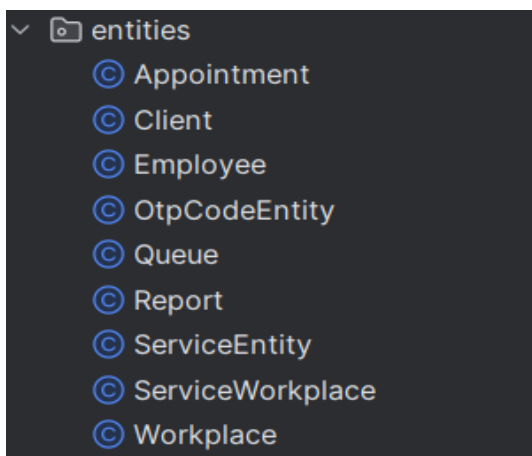 entities
Appointment
Client
Employee
OtpCodeEntity
Queue
Report
ServiceEntity
ServiceWorkplace
Workplace